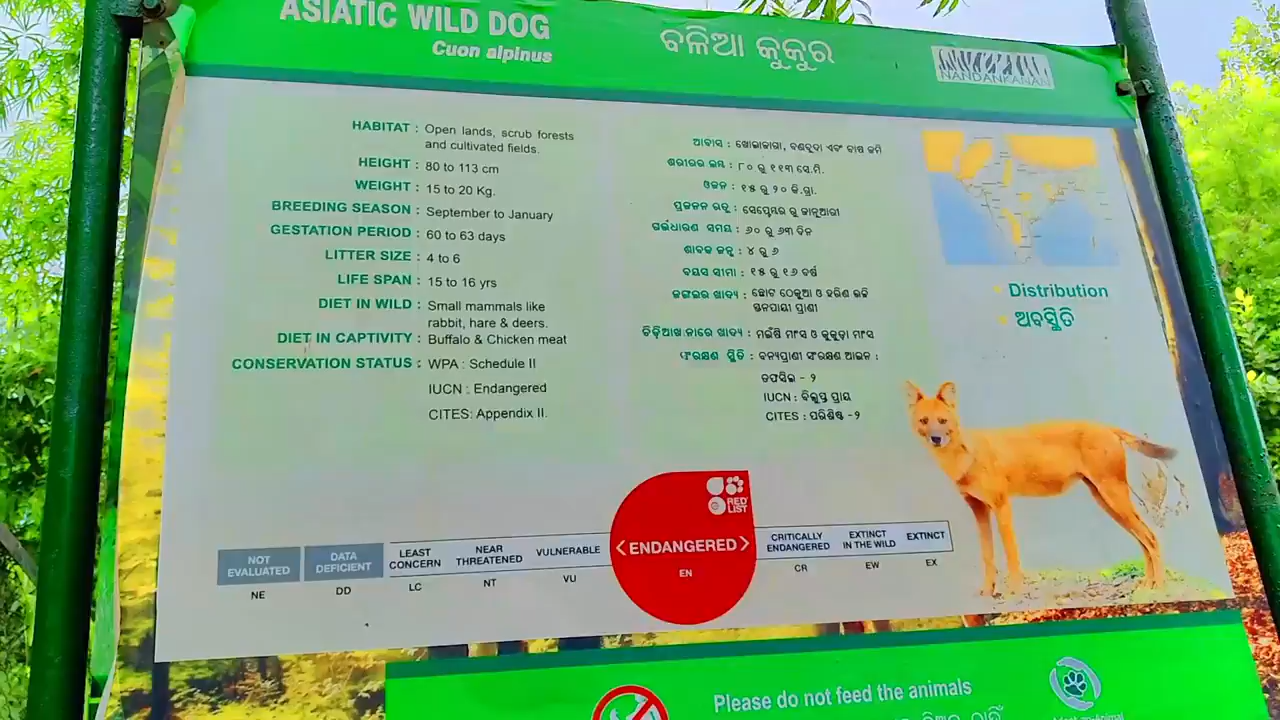 ASIATIC WILD DOG
Cuon alpinus
ବଳିଆ କୁକୁର
NANDANKANAN
HABITAT : Open lands, scrub forests
and cultivated fields.
HEIGHT : 80 to 113 cm
WEIGHT : 15 to 20 Kg.
BREEDING SEASON : September to January
GESTATION PERIOD : 60 to 63 days
LITTER SIZE : 4 to 6
LIFE SPAN : 15 to 16 yrs
DIET IN WILD : Small mammals like
rabbit, hare & deers.
DIET IN CAPTIVITY : Buffalo & Chicken meat
CONSERVATION STATUS : WPA : Schedule II
IUCN : Endangered
CITES: Appendix II.
ଆବାସ : ଖୋଲାଜାଗା, ବଣବୁଦା ଏବଂ ଚାଷ ଜମି
ଶରୀରର ଲମ୍ବ : ୮୦ ରୁ ୧୧୩ ସେ.ମି.
ଓଜନ : ୧୫ ରୁ ୨୦ କି.ଗ୍ରା.
ପ୍ରଜନନ ଋତୁ : ସେପ୍ଟେମ୍ବର ରୁ ଜାନୁଆରୀ
ଗର୍ଭଧାରଣ ସମୟ : ୬୦ ରୁ ୬୩ ଦିନ
ଶାବକ ଜନ୍ମ : ୪ ରୁ ୬
ବୟସ ସୀମା : ୧୫ ରୁ ୧୬ ବର୍ଷ
ଜଙ୍ଗଲର ଖାଦ୍ୟ : ଛୋଟ ଠେକୁଆ ଓ ହରିଣ ଭଳି
ସ୍ତନପାୟୀ ପ୍ରାଣୀ
ଚିଡ଼ିଆଖାନାରେ ଖାଦ୍ୟ : ମଇଁଷି ମାଂସ ଓ କୁକୁଡ଼ା ମାଂସ
ସଂରକ୍ଷଣ ସ୍ଥିତି : ବନ୍ୟପ୍ରାଣୀ ସଂରକ୍ଷଣ ଆଇନ :
ତଫସିଲ - ୨
IUCN : ବିଲୁପ୍ତ ପ୍ରାୟ
CITES : ପରିଶିଷ୍ଟ -୨
Distribution
ଅବସ୍ଥିତି
RED LIST
NOT EVALUATED
NE
DATA DEFICIENT
DD
LEAST CONCERN
LC
NEAR THREATENED
NT
VULNERABLE
VU
<ENDANGERED>
EN
CRITICALLY ENDANGERED
CR
EXTINCT IN THE WILD
EW
EXTINCT
EX
Please do not feed the animals